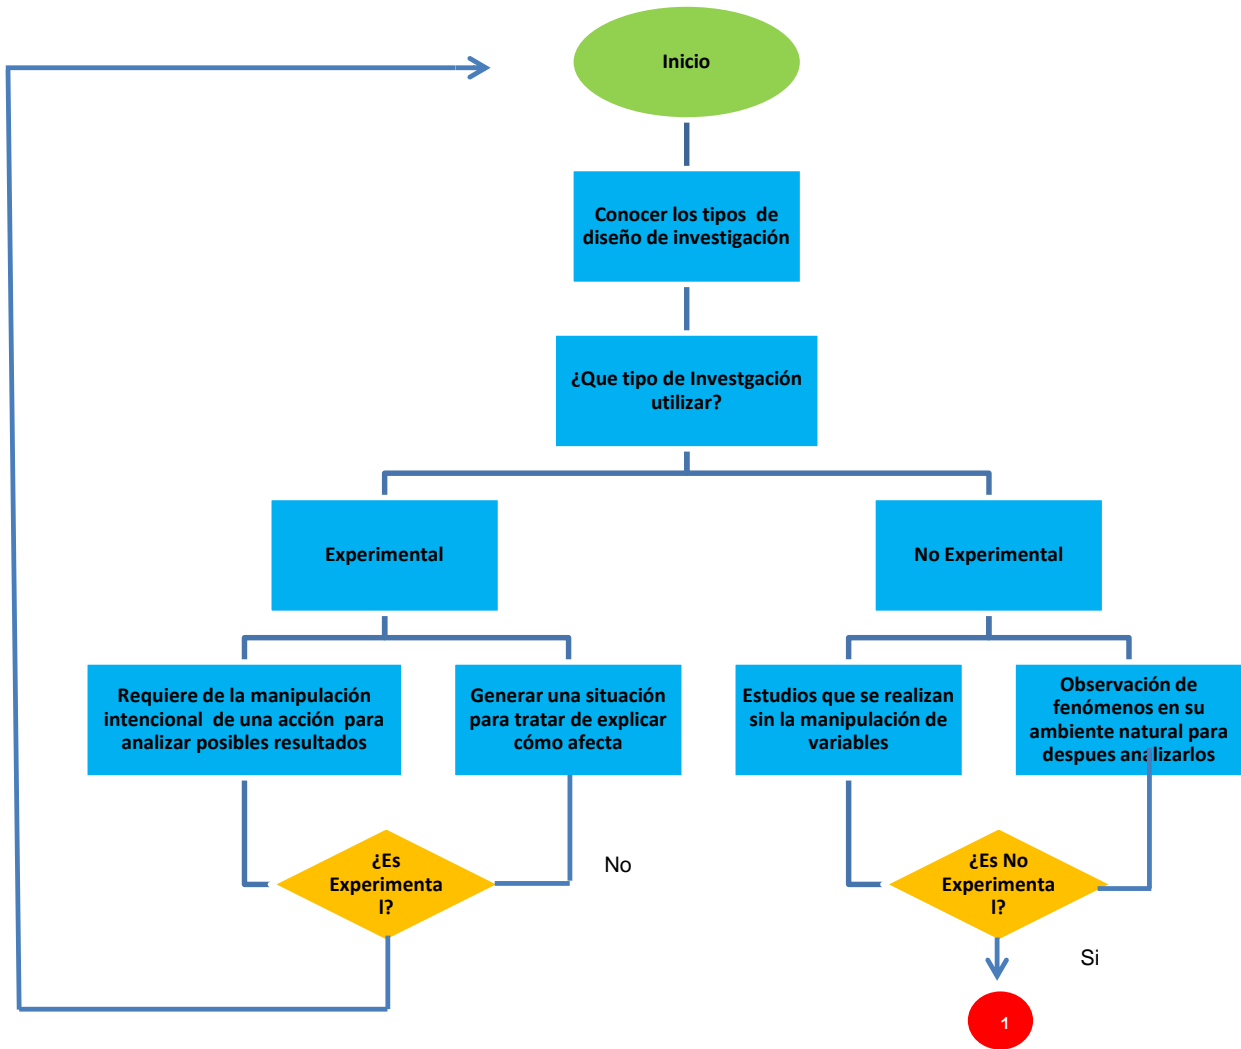 Inicio
Conocer los tipos de
diseño de investigación
¿Que tipo de Investgación
utilizar?
Experimental
No Experimental
Requiere de la manipulación
intencional de una acción para
analizar posibles resultados
Generar una situación
para tratar de explicar
cómo afecta
Estudios que se realizan
sin la manipulación de
variables
Observación de
fenómenos en su
ambiente natural para
despues analizarlos
¿Es
Experimenta
l?
No
¿Es No
Experimenta
l?
Si
1